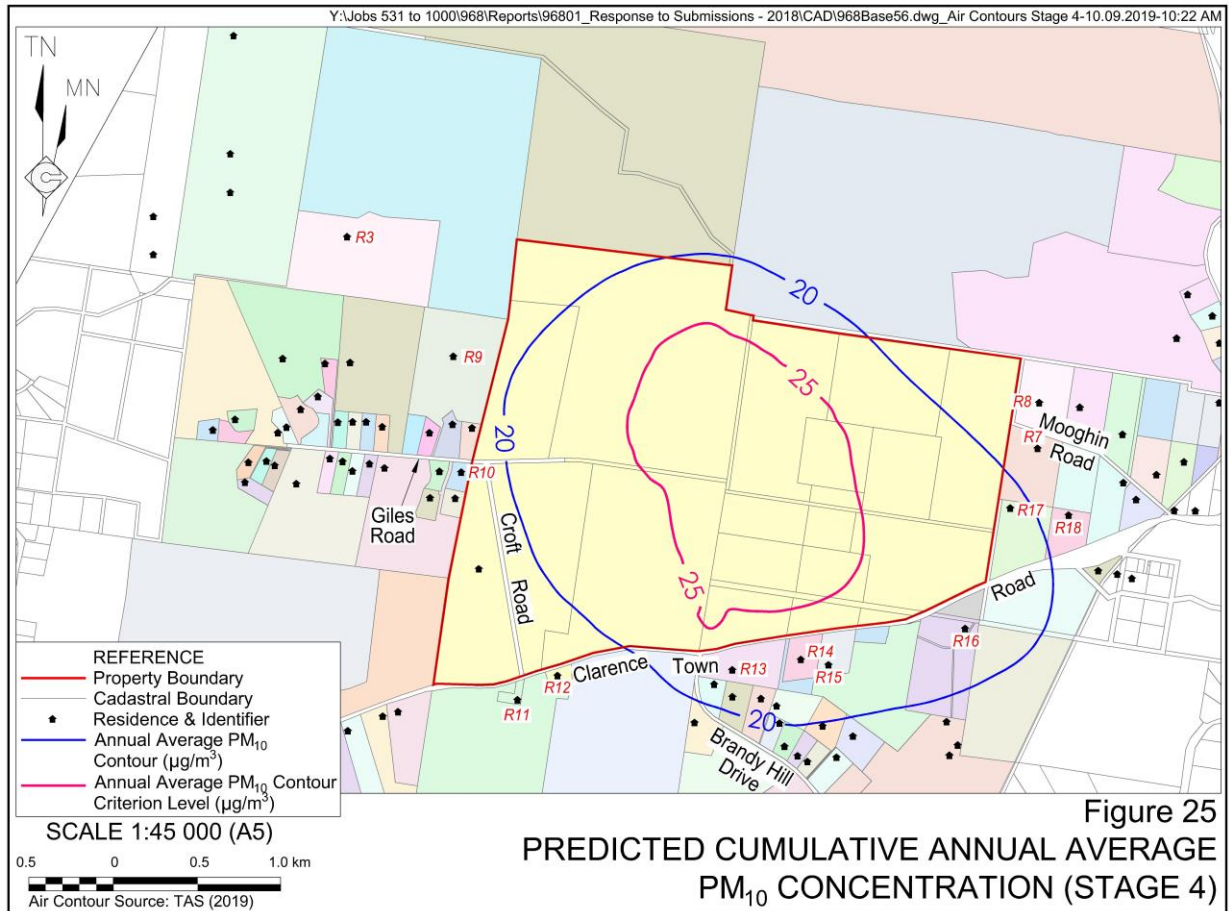 Y:\Jobs 531 to 1000\968\Reports\96801_Response to Submissions - 2018\CAD\968Base56.dwg_Air Contours Stage 4-10.09.2019-10:22 AM
TN
MN
R3
20
R9
25
R8
Mooghin
Road
R7
20
R10
Giles
Road
R17
R18
Croft
Road
25
Road
R16
Clarence Town
R14
R13
R15
R12
R11
20
Brandy Hill
Drive
REFERENCE
Property Boundary
Cadastral Boundary
Residence & Identifier
Annual Average PM₁₀
Contour (µg/m³)
Annual Average PM₁₀ Contour
Criterion Level (µg/m³)
SCALE 1:45 000 (A5)
0.5 0 0.5 1.0 km
Air Contour Source: TAS (2019)
Figure 25
PREDICTED CUMULATIVE ANNUAL AVERAGE
PM₁₀ CONCENTRATION (STAGE 4)